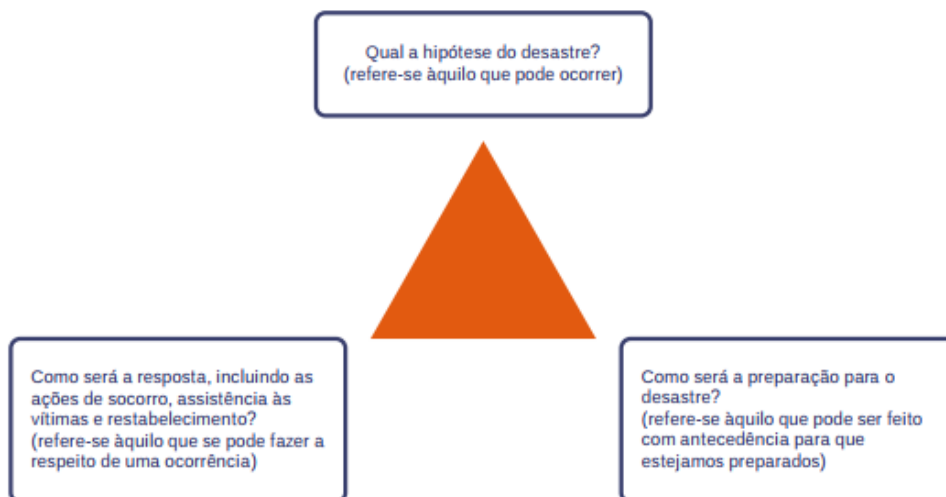 Qual a hipótese do desastre?
(refere-se àquilo que pode ocorrer)
Como será a resposta, incluindo as
ações de socorro, assistência às
vítimas e restabelecimento?
(refere-se àquilo que se pode fazer a
respeito de uma ocorrência)
Como será a preparação para o
desastre?
(refere-se àquilo que pode ser feito
com antecedência para que
estejamos preparados)